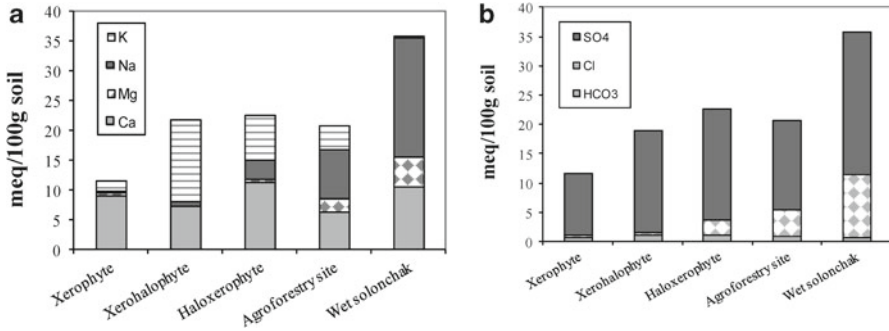 a
meq/100g soil
40
35
30
25
20
15
10
5
0
K
Na
Mg
Ca
Xerophyte
Xerohalophyte
Haloxerophyte
Agroforestry site
Wet solonchak
b
meq/100g soil
40
35
30
25
20
15
10
5
0
SO4
Cl
HCO3
Xerophyte
Xerohalophyte
Haloxerophyte
Agroforestry site
Wet solonchak